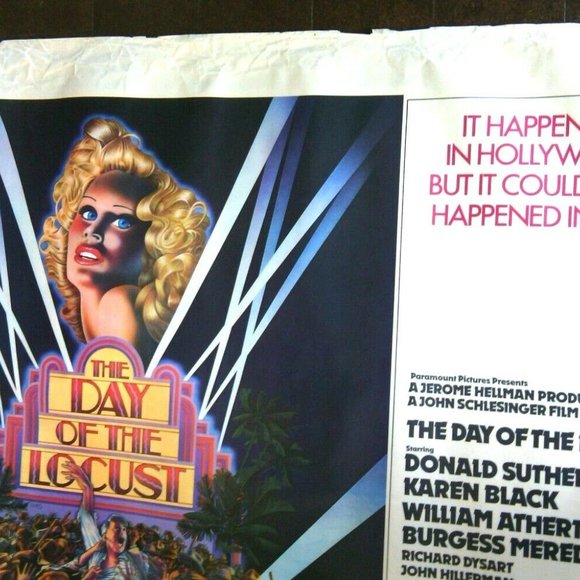 THE
DAY
OF THE
LOCUST
IT HAPPEN
IN HOLLYW
BUT IT COULD
HAPPENED IN
Paramount Pictures Presents
A JEROME HELLMAN PRODU
A JOHN SCHLESINGER FILM
THE DAY OF THE
Starring
DONALD SUTHE
KAREN BLACK
WILLIAM ATHERT
BURGESS MERED
RICHARD DYSART
JOHN HILLER